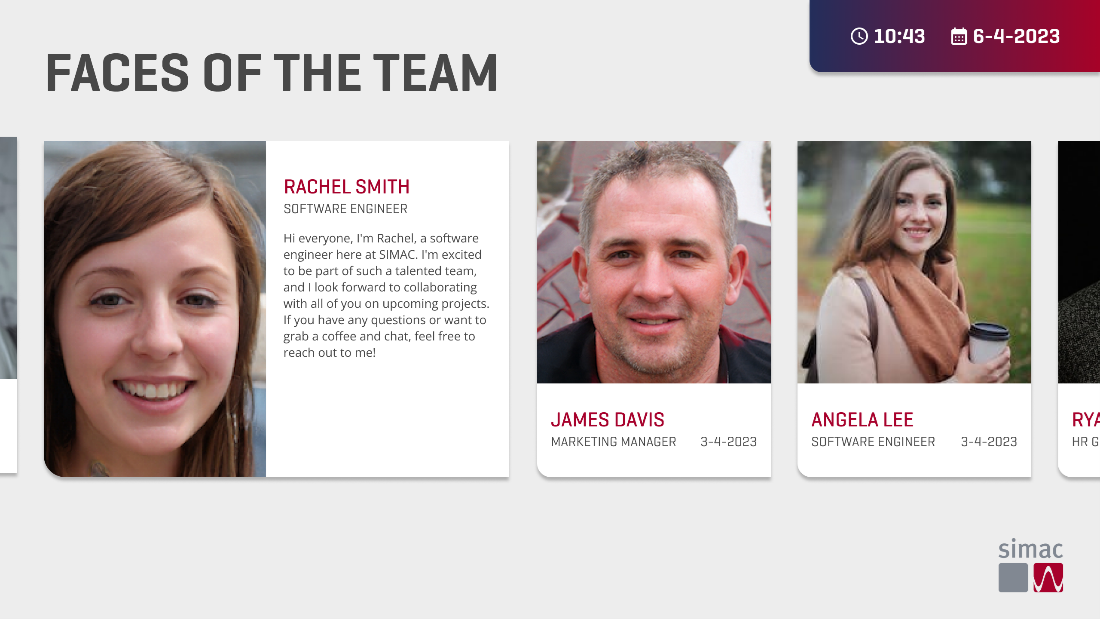 10:43 6-4-2023
FACES OF THE TEAM
RACHEL SMITH
SOFTWARE ENGINEER
Hi everyone, I'm Rachel, a software
engineer here at SIMAC. I'm excited
to be part of such a talented team,
and I look forward to collaborating
with all of you on upcoming projects.
If you have any questions or want to
grab a coffee and chat, feel free to
reach out to me!
JAMES DAVIS
MARKETING MANAGER 3-4-2023
ANGELA LEE
SOFTWARE ENGINEER 3-4-2023
RYA
HR G
simac